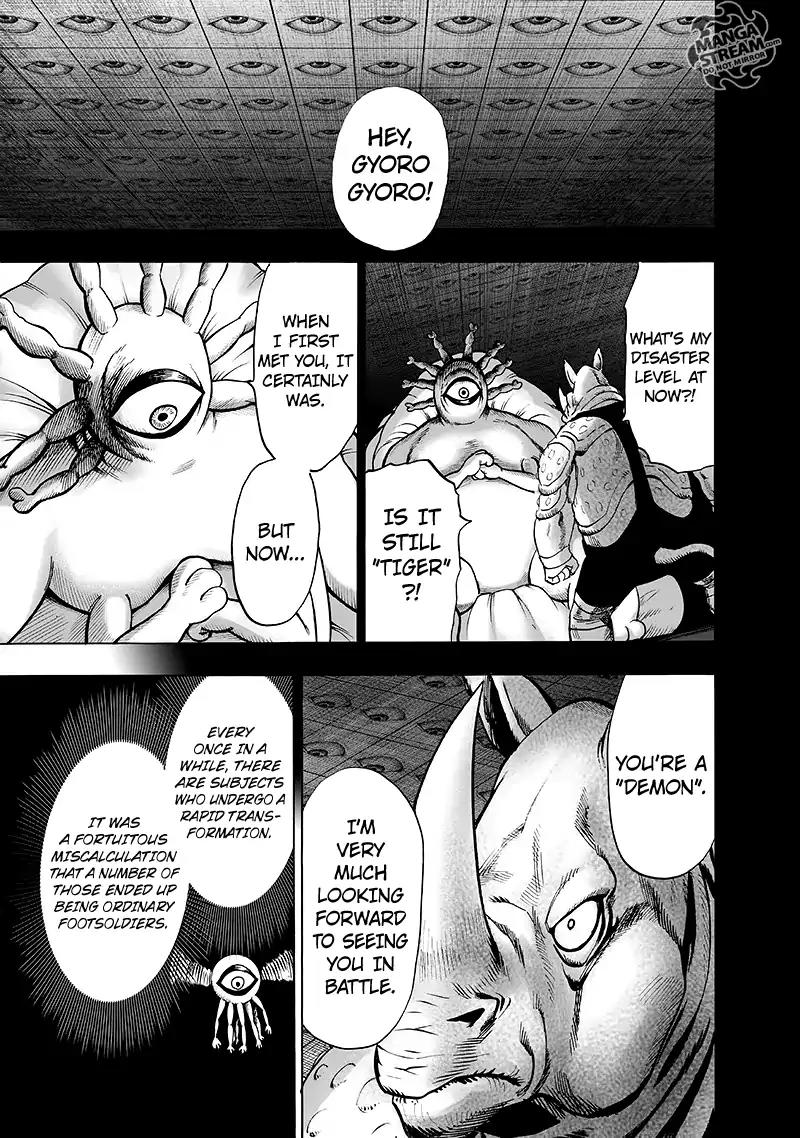 MANGA
STREAM.com
DO NOT MIRROR
HEY,
GYORO
GYORO!
WHAT'S MY
DISASTER
LEVEL AT
NOW?!
IS IT
STILL
"TIGER"
?!
WHEN
I FIRST
MET YOU, IT
CERTAINLY
WAS.
BUT
NOW...
YOU'RE A
"DEMON".
I'M
VERY
MUCH
LOOKING
FORWARD
TO SEEING
YOU IN
BATTLE.
EVERY
ONCE IN A
WHILE, THERE
ARE SUBJECTS
WHO UNDERGO A
RAPID TRANS-
FORMATION.
IT WAS
A FORTUITOUS
MISCALCULATION
THAT A NUMBER OF
THOSE ENDED UP
BEING ORDINARY
FOOTSOLDIERS.